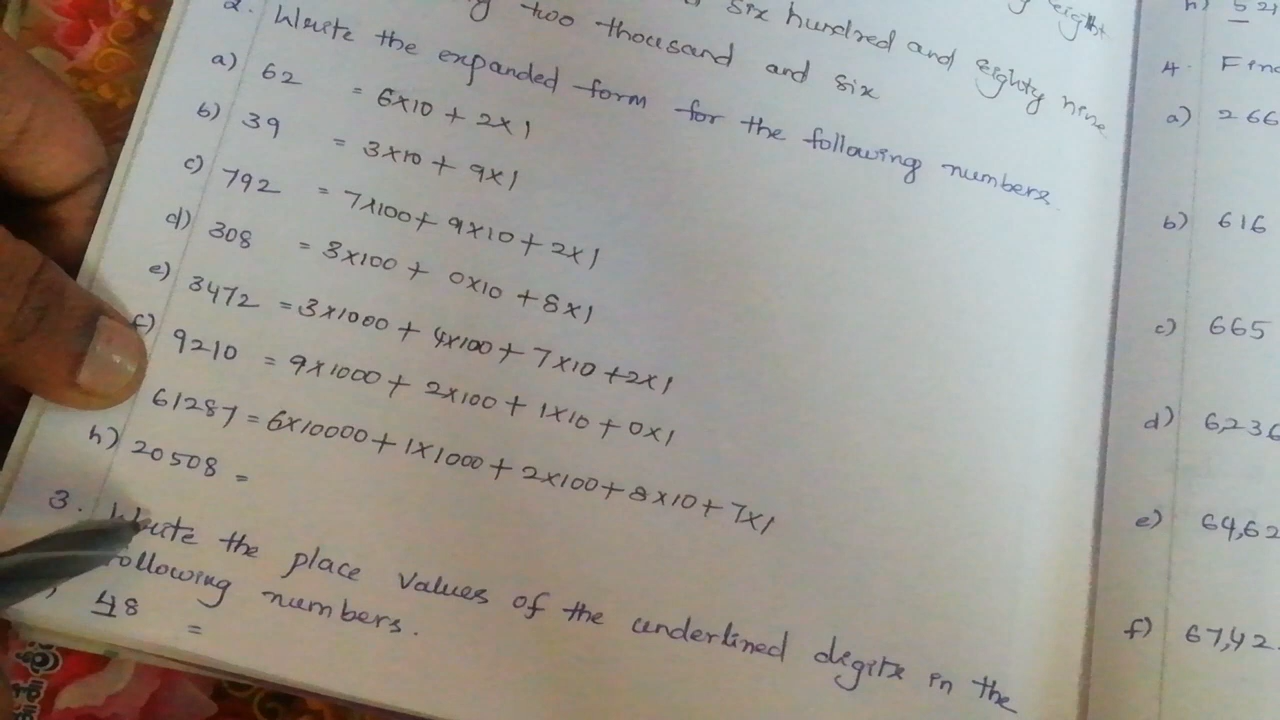 six hundred and eighty nine
two thousand and six
2. Write the expanded form for the following numbers.
a) 62 = 6x10 + 2x1
b) 39 = 3x10 + 9x1
c) 792 = 7x100 + 9x10 + 2x1
d) 308 = 3x100 + 0x10 + 8x1
e) 3472 = 3x1000 + 4x100 + 7x10 + 2x1
f) 9210 = 9x1000 + 2x100 + 1x10 + 0x1
61287 = 6x10000 + 1x1000 + 2x100 + 8x10 + 7x1
h) 20508 =
3. Write the place values of the underlined digits in the
following numbers.
48 =
h)
4.
a) 266
b) 616
c) 665
d) 6,236
e) 64,62
f) 67,42